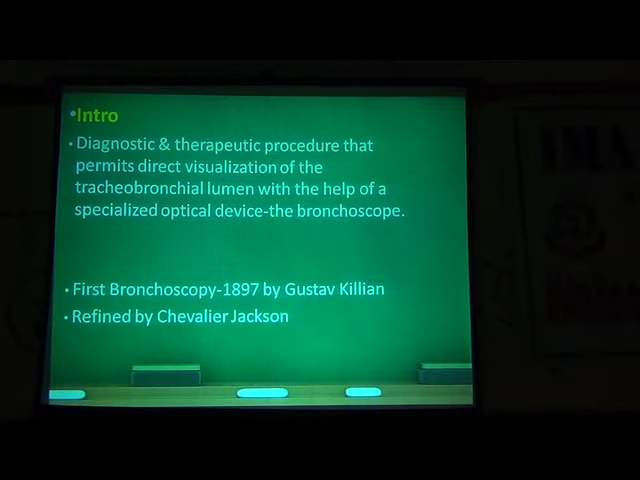 •Intro
• Diagnostic & therapeutic procedure that
permits direct visualization of the
tracheobronchial lumen with the help of a
specialized optical device-the bronchoscope.
• First Bronchoscopy-1897 by Gustav Killian
• Refined by Chevalier Jackson